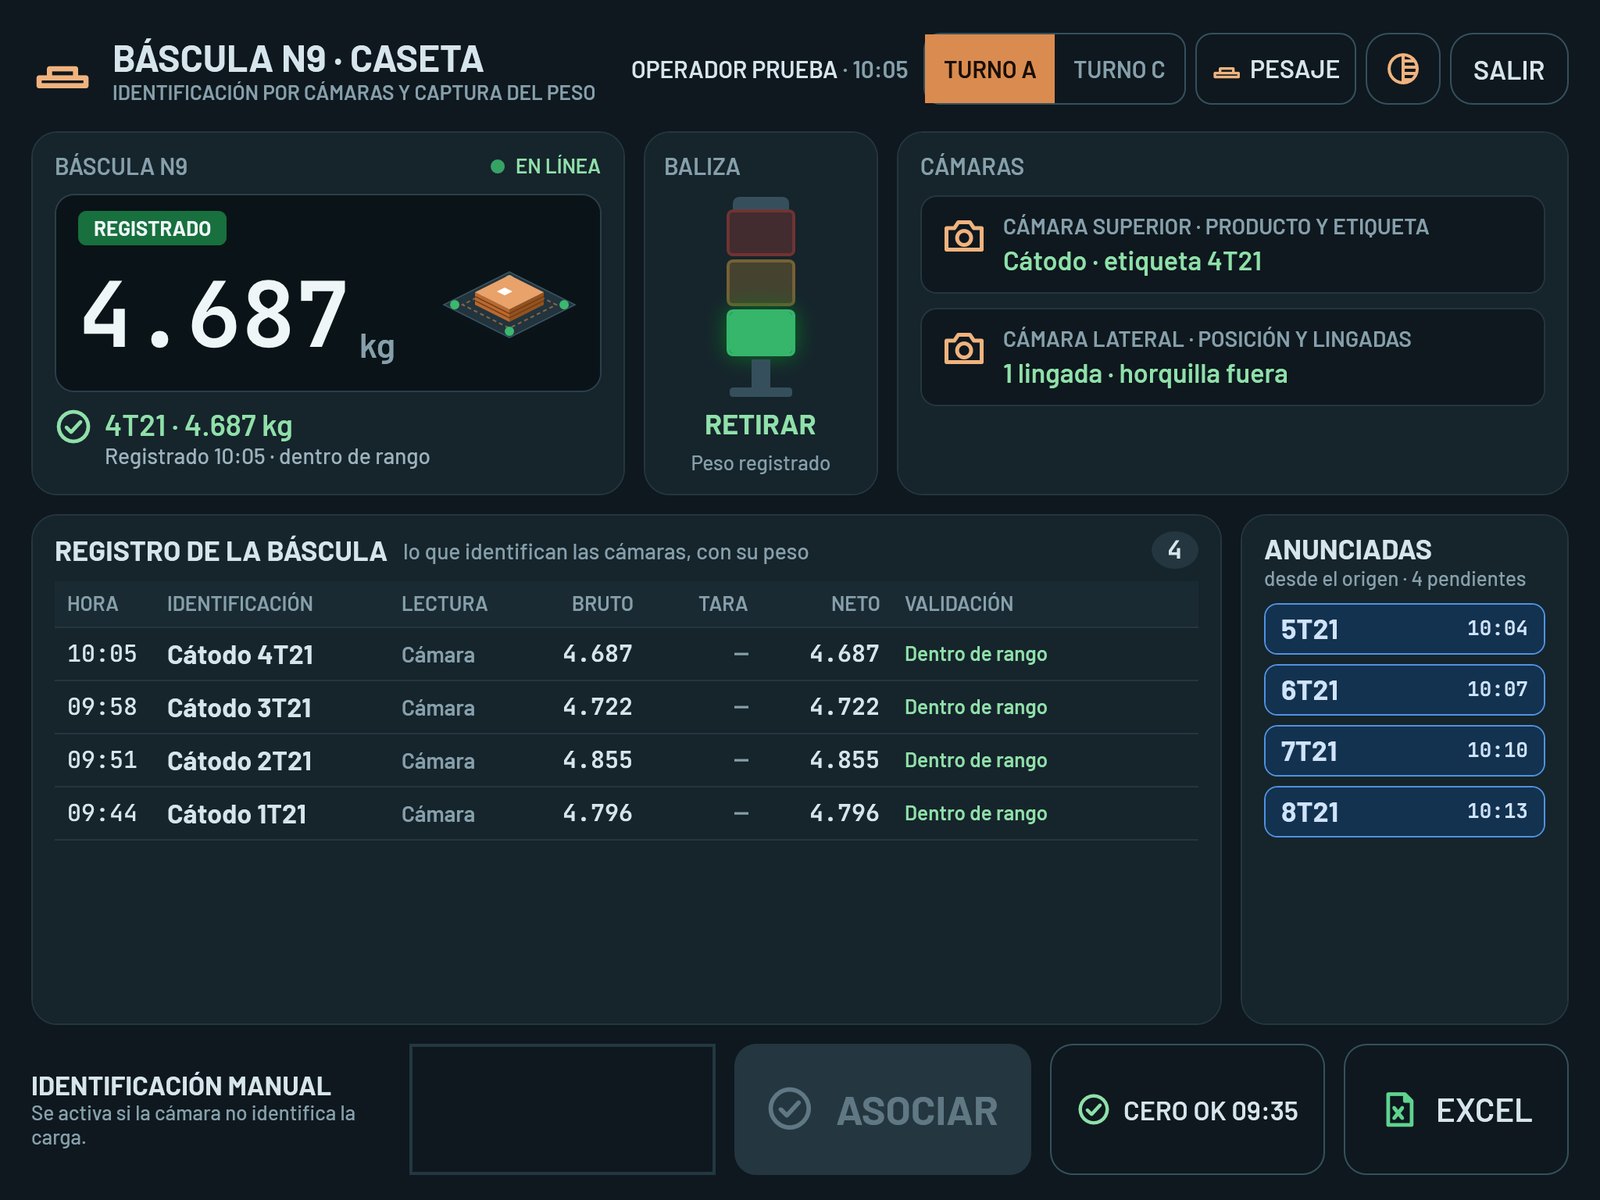 BÁSCULA N9 · CASETA
IDENTIFICACIÓN POR CÁMARAS Y CAPTURA DEL PESO
OPERADOR PRUEBA · 10:05
TURNO A
TURNO C
PESAJE
SALIR
BÁSCULA N9
EN LÍNEA
REGISTRADO
4.687 kg
4T21 · 4.687 kg
Registrado 10:05 · dentro de rango
BALIZA
RETIRAR
Peso registrado
CÁMARAS
CÁMARA SUPERIOR · PRODUCTO Y ETIQUETA
Cátodo · etiqueta 4T21
CÁMARA LATERAL · POSICIÓN Y LINGADAS
1 lingada · horquilla fuera
REGISTRO DE LA BÁSCULA lo que identifican las cámaras, con su peso 4
HORA IDENTIFICACIÓN LECTURA BRUTO TARA NETO VALIDACIÓN
10:05 Cátodo 4T21 Cámara 4.687 — 4.687 Dentro de rango
09:58 Cátodo 3T21 Cámara 4.722 — 4.722 Dentro de rango
09:51 Cátodo 2T21 Cámara 4.855 — 4.855 Dentro de rango
09:44 Cátodo 1T21 Cámara 4.796 — 4.796 Dentro de rango
ANUNCIADAS
desde el origen · 4 pendientes
5T21 10:04
6T21 10:07
7T21 10:10
8T21 10:13
IDENTIFICACIÓN MANUAL
Se activa si la cámara no identifica la
carga.
ASOCIAR
CERO OK 09:35
EXCEL